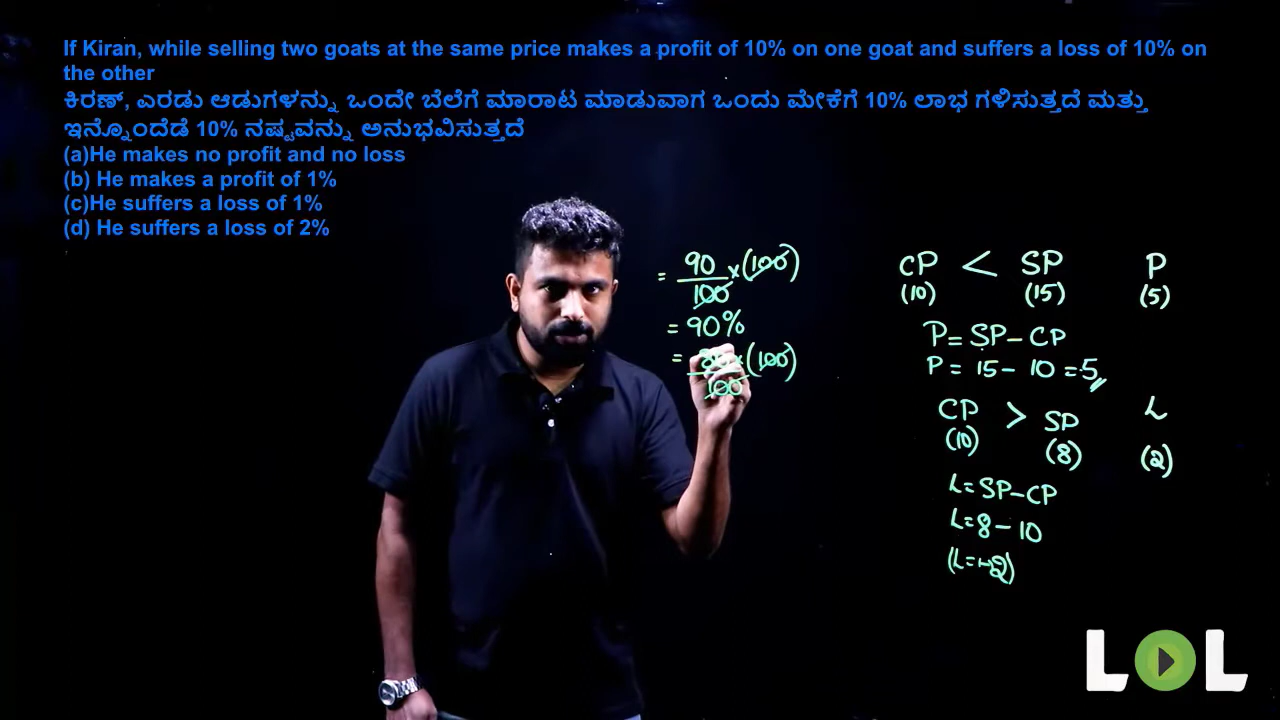 If Kiran, while selling two goats at the same price makes a profit of 10% on one goat and suffers a loss of 10% on
the other
ಕಿರಣ್, ಎರಡು ಆಡುಗಳನ್ನು ಒಂದೇ ಬೆಲೆಗೆ ಮಾರಾಟ ಮಾಡುವಾಗ ಒಂದು ಮೇಕೆಗೆ 10% ಲಾಭ ಗಳಿಸುತ್ತದೆ ಮತ್ತು
ಇನ್ನೊಂದೆಡೆ 10% ನಷ್ಟವನ್ನು ಅನುಭವಿಸುತ್ತದೆ
(a)He makes no profit and no loss
(b) He makes a profit of 1%
(c)He suffers a loss of 1%
(d) He suffers a loss of 2%
= 90/100 × (100)
= 90%
= 80/100 × (100)
CP < SP P
(10) (15) (5)
P = SP - CP
P = 15 - 10 = 5
CP > SP L
(10) (8) (2)
L = SP - CP
L = 8 - 10
(L = -2)
LOL